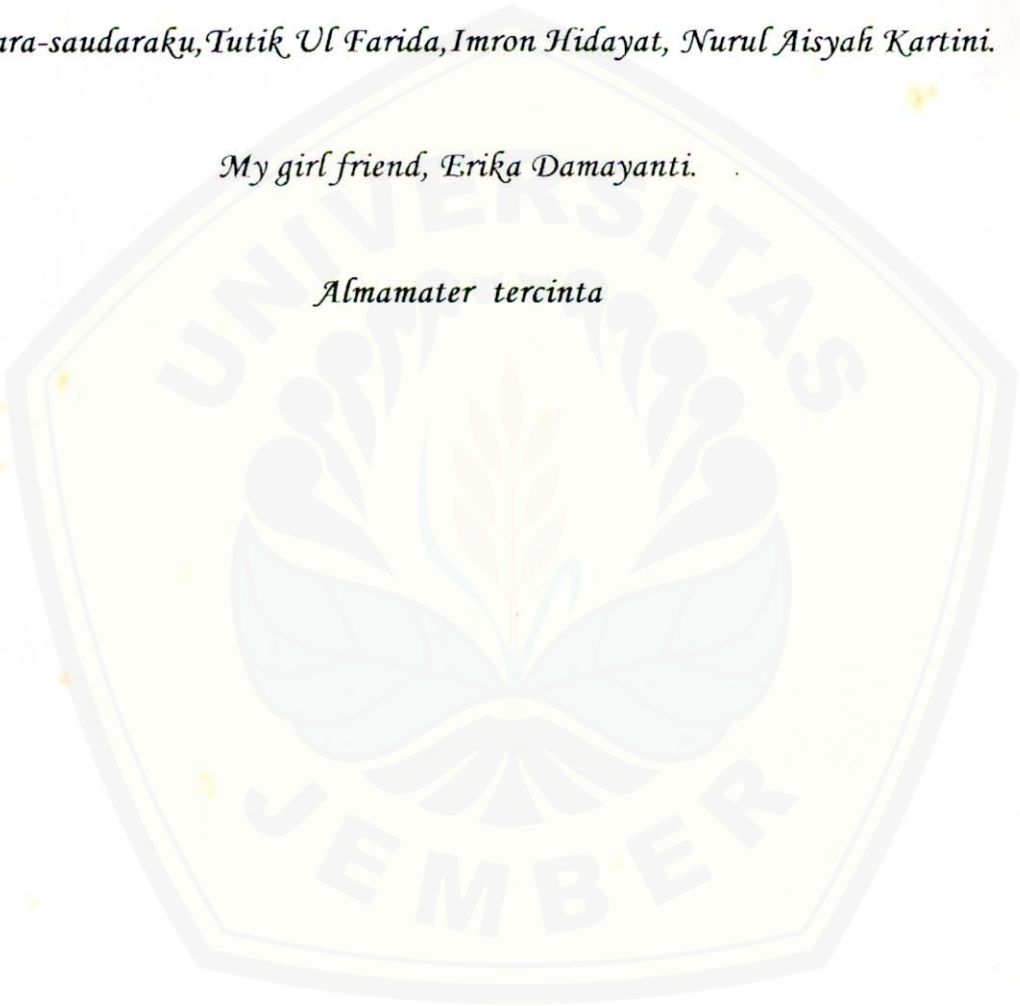 ara-saudaraku,Tutik Ul Farida,Imron Hidayat, Nurul Aisyah Kartini.
My girl friend, Erika Damayanti.
Almamater tercinta
UNIVERSITAS
JEMBER